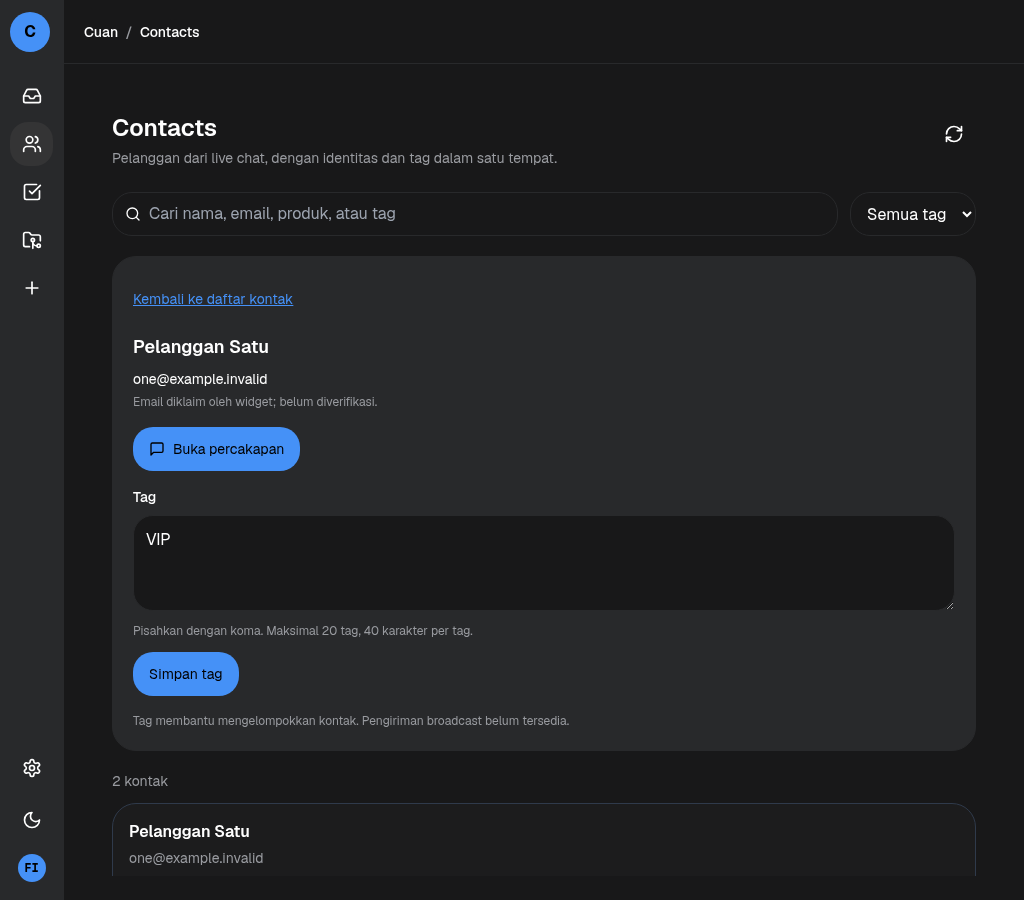 C
Cuan / Contacts
Contacts
Pelanggan dari live chat, dengan identitas dan tag dalam satu tempat.
Cari nama, email, produk, atau tag
Semua tag
Kembali ke daftar kontak
Pelanggan Satu
one@example.invalid
Email diklaim oleh widget; belum diverifikasi.
Buka percakapan
Tag
VIP
Pisahkan dengan koma. Maksimal 20 tag, 40 karakter per tag.
Simpan tag
Tag membantu mengelompokkan kontak. Pengiriman broadcast belum tersedia.
2 kontak
Pelanggan Satu
one@example.invalid
FI